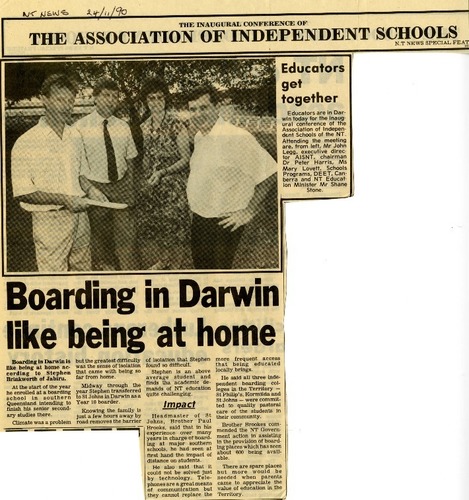 NT NEWS 24/11/90
THE INAUGURAL CONFERENCE OF
THE ASSOCIATION OF INDEPENDENT SCHOOLS
N.T NEWS SPECIAL FEAT
Educators
get
together
Educators are in Dar-
win today for the inaug-
ural conference of the
Association of Indepen-
dent Schools of the NT.
Attending the meeting
are, from left, Mr John
Legg, executive direc-
tor AISNT, chairman
Dr Peter Harris, Ms
Mary Lovett, Schools
Programs, DEET, Can-
berra and NT Educat-
ion Minister Mr Shane
Stone.
Boarding in Darwin
like being at home
Boarding in Darwin is
like being at home ac-
cording to Stephen
Brinkworth of Jabiru.
At the start of the year
he enrolled at a boarding
school in southern
Queensland intending to
finish his senior second-
ary studies there.
Climate was a problem
but the greatest difficulty
was the sense of isolation
that came with being so
far from home.
Midway through the
year Stephen transferred
to St Johns in Darwin as a
Year 10 boarder.
Knowing the family is
just a few hours away by
road removes the barrier
of isolation that Stephen
found so difficult.
Stephen is an above
average student and
finds the academic de-
mands of NT education
quite challenging.
Impact
Headmaster of St
Johns, Brother Paul
Brooks, said that in his
experience over many
years in charge of board-
ing at major southern
schools, he had seen at
first hand the impact of
distance on students.
He also said that it
could not be solved just
by technology. Tele-
phones are a great means
of communication but
they cannot replace the
more frequent access
that being educated
locally brings.
He said all three inde-
pendent boarding colle-
ges in the Territory —
St Philip's, Kormilda and
St Johns — were commit-
ted to quality pastoral
care of the students in
their community.
Brother Brookes com-
mended the NT Govern-
ment action in assisting
in the provision of board-
ing places which has seen
about 600 being avail-
able.
There are spare places
but more would be
needed when parents
came to appreciate the
value of education in the
Territory.